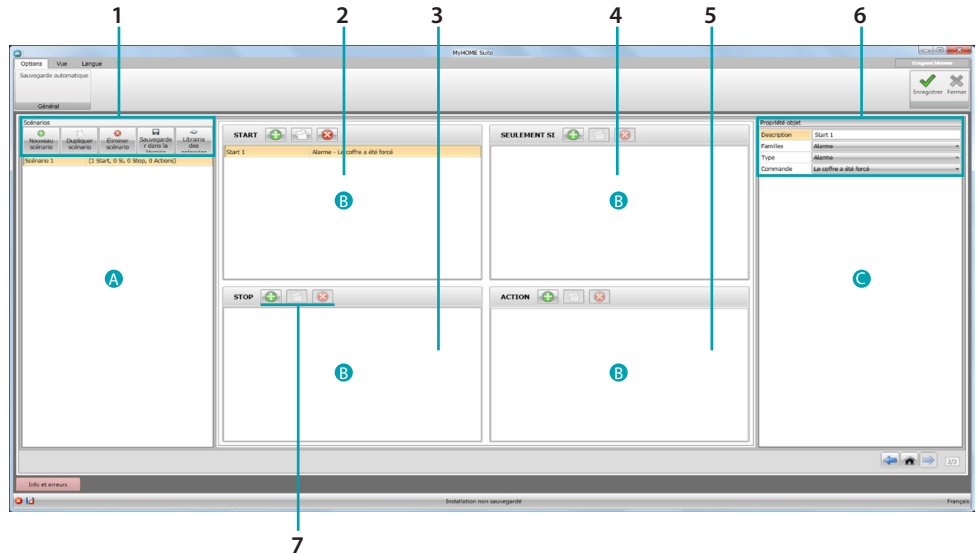 1 2 3 4 5 6
MyHOME Suite
Options Vue Langue
Sauvegarde automatique
Général
Enregistrer Fermer
Scénarios
Nouveau scénario
Dupliquer scénario
Éliminer scénario
Sauvegarde r dans la
Librairie des
Scénario 1 (1 Start, 0 Si, 0 Stop, 0 Actions)
A
START
Start 1 Alarme - Le coffre a été forcé
B
SEULEMENT SI
B
STOP
B
ACTION
B
Propriété objet
Description Start 1
Familles Alarme
Type Alarme
Commande Le coffre a été forcé
C
2/2
Info et erreurs
Installation non sauvegardé
Français
7